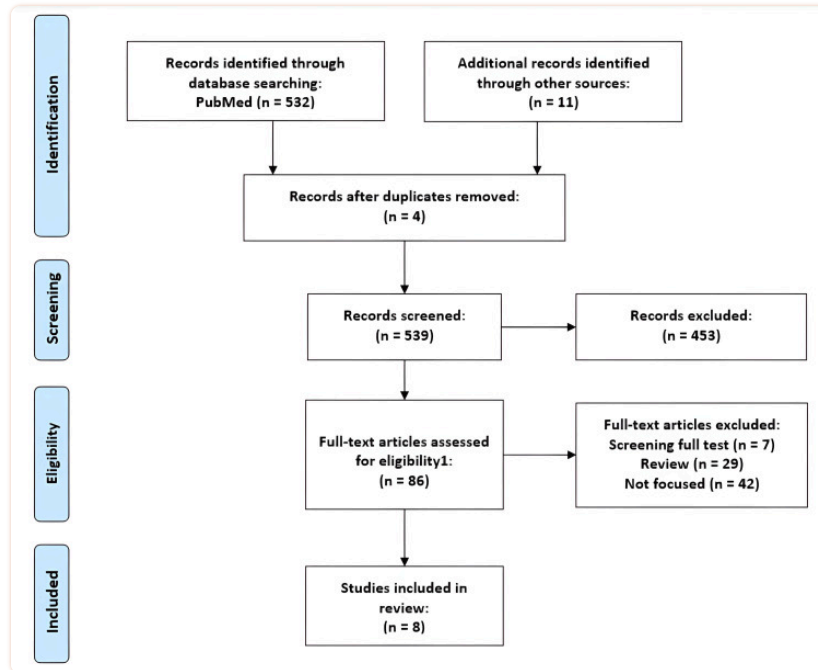 Identification
Records identified through
database searching:
PubMed (n = 532)
Additional records identified
through other sources:
(n = 11)
Records after duplicates removed:
(n = 4)
Screening
Records screened:
(n = 539)
Records excluded:
(n = 453)
Eligibility
Full-text articles assessed
for eligibility1:
(n = 86)
Full-text articles excluded:
Screening full test (n = 7)
Review (n = 29)
Not focused (n = 42)
Included
Studies included in
review:
(n = 8)